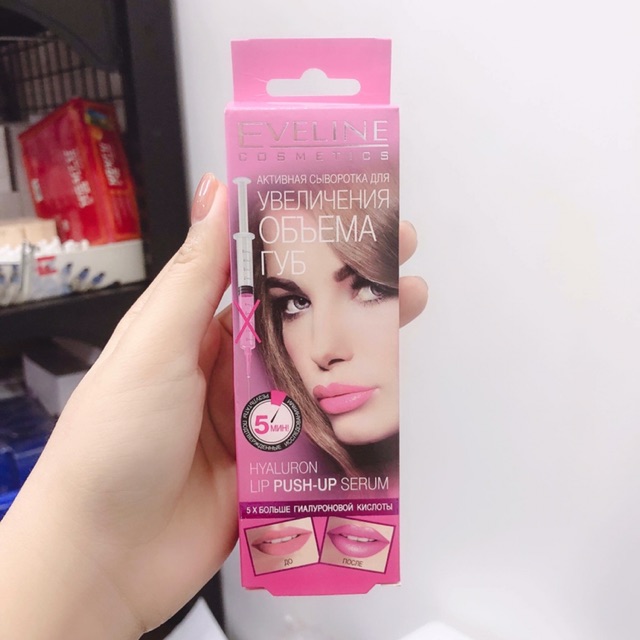 EVELINE
COSMETICS
АКТИВНАЯ СЫВОРОТКА ДЛЯ
УВЕЛИЧЕНИЯ
ОБЪЕМА
ГУБ
5 МИН!
HYALURON
LIP PUSH-UP SERUM
5 X БОЛЬШЕ ГИАЛУРОНОВОЙ КИСЛОТЫ
ДО
ПОСЛЕ